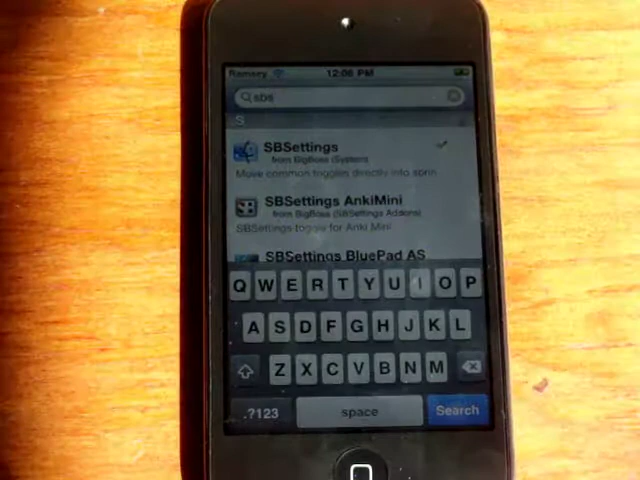 Ramsey 12:06 PM
sbs
S
SBSettings
from BigBoss (System)
Move common toggles directly into sprin
SBSettings AnkiMini
from BigBoss (SBSettings Addons)
SBSettings toggle for Anki Mini
SBSettings BluePad AS
Q W E R T Y U I O P
A S D F G H J K L
Z X C V B N M
.?123 space Search